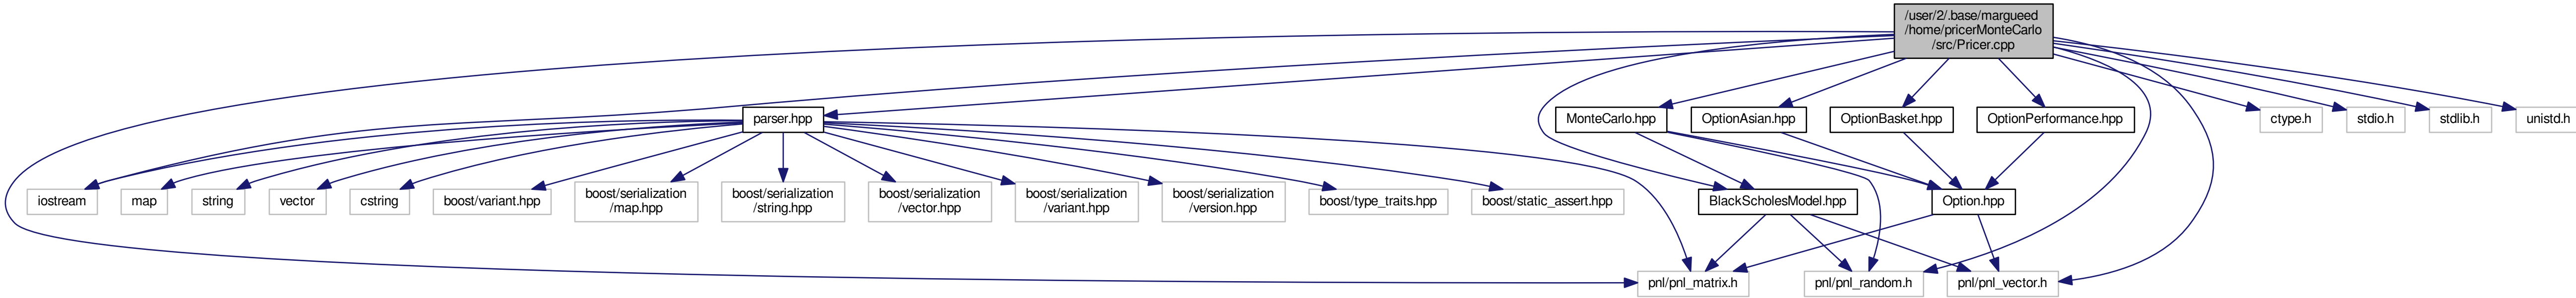 /user/2/.base/margueed
/home/pricerMonteCarlo
/src/Pricer.cpp
parser.hpp
MonteCarlo.hpp
OptionAsian.hpp
OptionBasket.hpp
OptionPerformance.hpp
ctype.h
stdio.h
stdlib.h
unistd.h
iostream
map
string
vector
cstring
boost/variant.hpp
boost/serialization
/map.hpp
boost/serialization
/string.hpp
boost/serialization
/vector.hpp
boost/serialization
/variant.hpp
boost/serialization
/version.hpp
boost/type_traits.hpp
boost/static_assert.hpp
BlackScholesModel.hpp
Option.hpp
pnl/pnl_matrix.h
pnl/pnl_random.h
pnl/pnl_vector.h